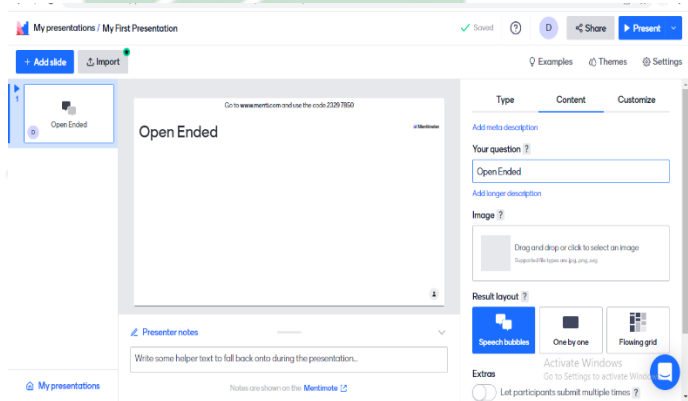 My presentations / My First Presentation
Saved
?
D
Share
Present
+ Add slide
Import
Examples
Themes
Settings
1
D
Open Ended
Go to www.menti.com and use the code 2329 7850
Open Ended
Mentimeter
Presenter notes
Write some helper text to fall back onto during the presentation..
Notes are shown on the Mentimote
My presentations
Type
Content
Customize
Add meta description
Your question ?
Open Ended
Add longer description
Image ?
Drag and drop or click to select an image
Supported file types are jpg, png, svg
Result layout ?
Speech bubbles
One by one
Flowing grid
Activate Windows
Go to Settings to activate Windows
Extras
Let participants submit multiple times ?